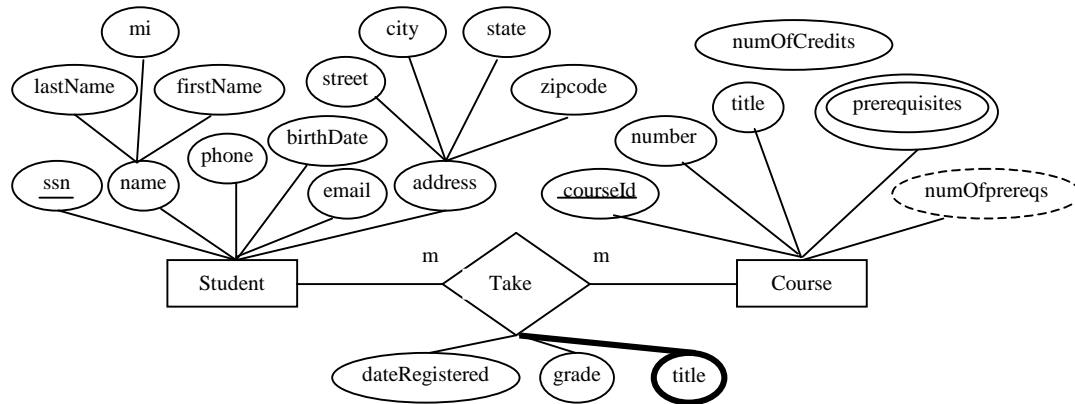 mi
city
state
numOfCredits
lastName
firstName
street
zipcode
title
prerequisites
number
birthDate
phone
ssn
name
email
address
courseId
numOfprereqs
m
m
Student
Take
Course
dateRegistered
grade
title